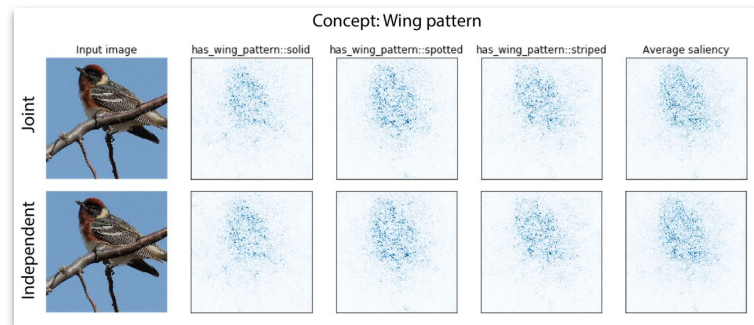 Concept: Wing pattern
Input image has_wing_pattern::solid has_wing_pattern::spotted has_wing_pattern::striped Average saliency
Joint
Independent